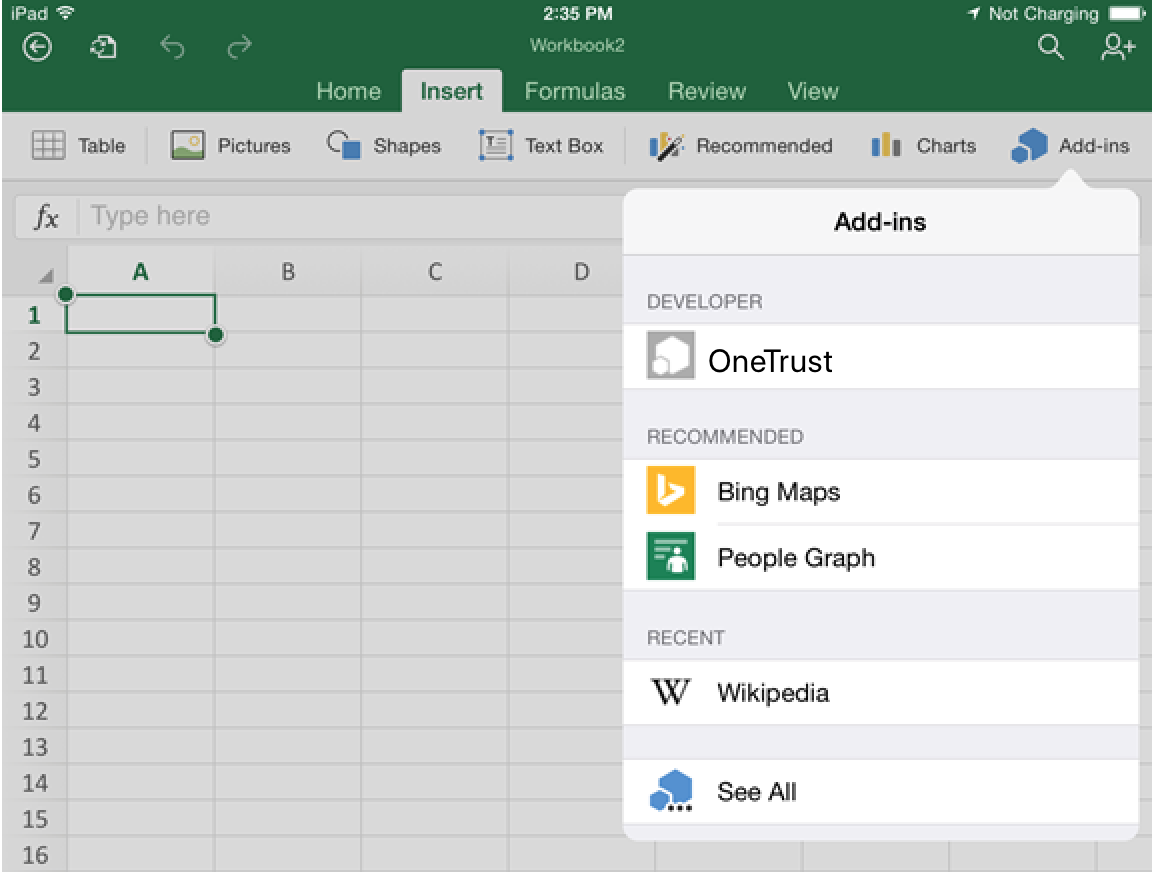 iPad 2:35 PM Not Charging
Workbook2
Home Insert Formulas Review View
Table Pictures Shapes Text Box Recommended Charts Add-ins
fx Type here
Add-ins
A B C D
DEVELOPER
OneTrust
RECOMMENDED
Bing Maps
People Graph
RECENT
W Wikipedia
See All
1
2
3
4
5
6
7
8
9
10
11
12
13
14
15
16